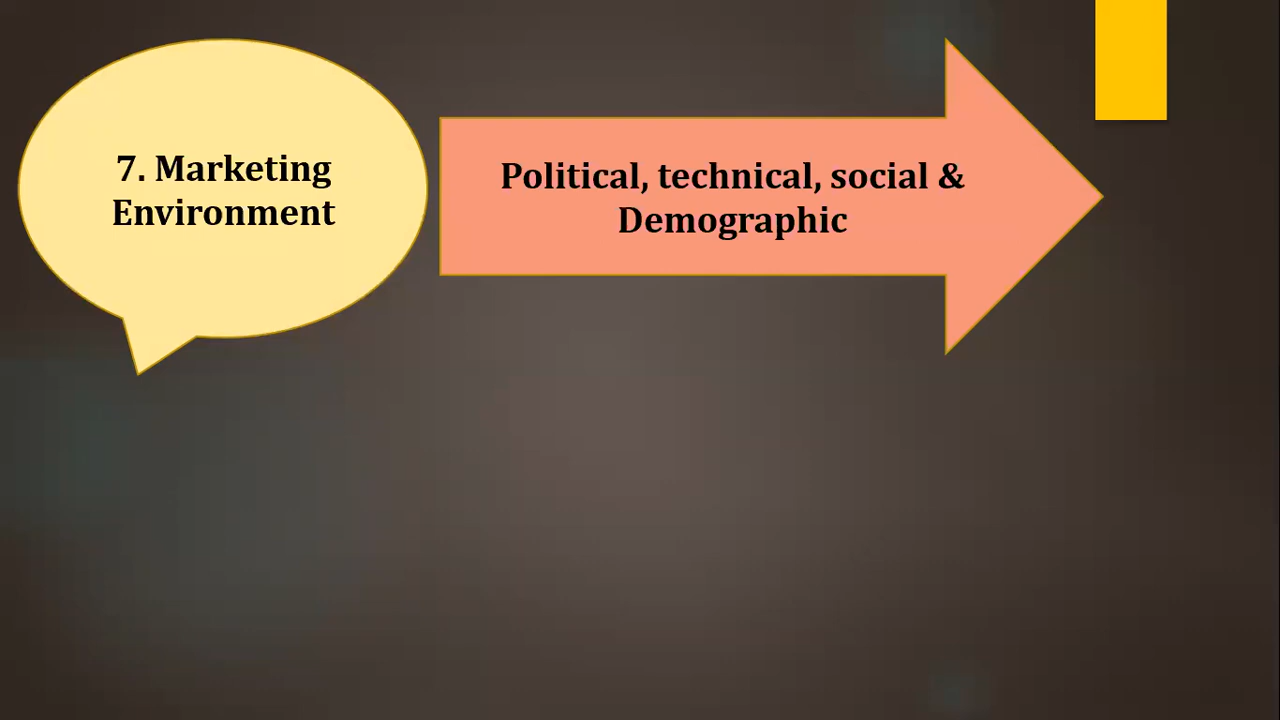 7. Marketing
Environment
Political, technical, social &
Demographic